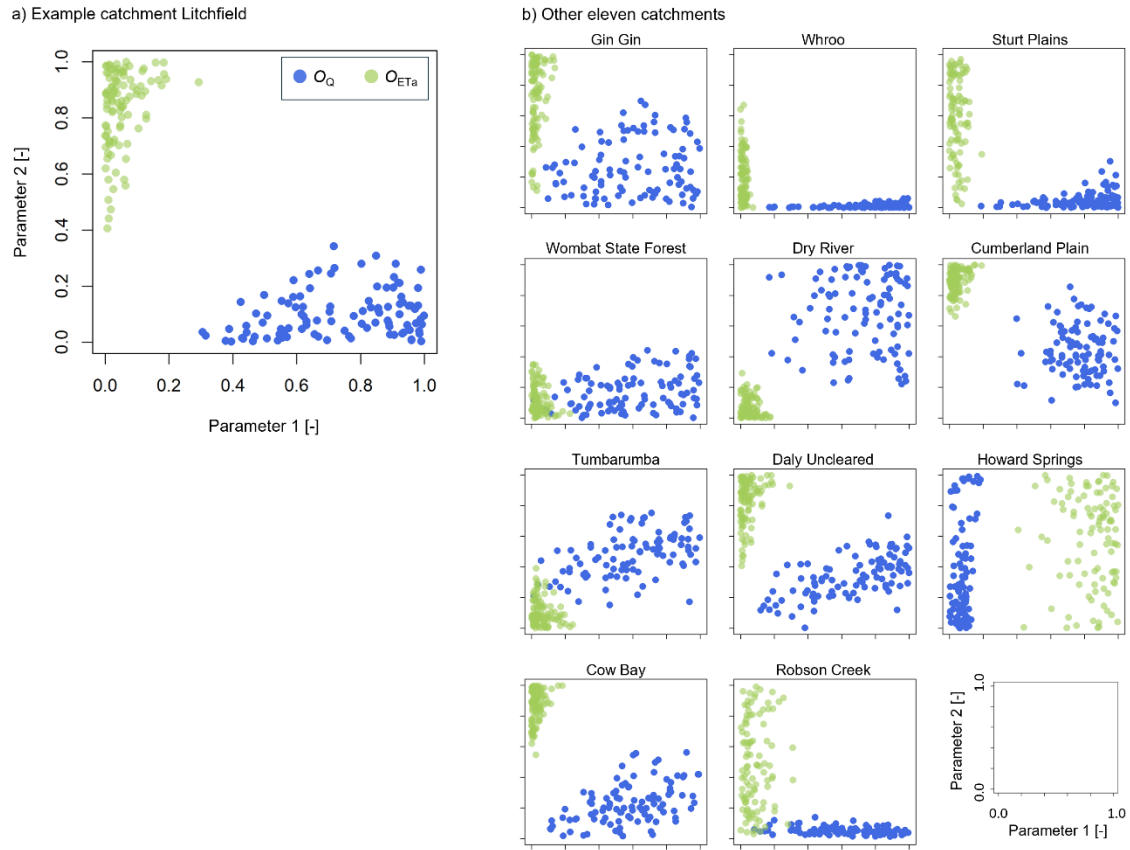 a) Example catchment Litchfield
b) Other eleven catchments
O_Q O_ETa
Parameter 2 [-]
1.0
0.8
0.6
0.4
0.2
0.0
0.0 0.2 0.4 0.6 0.8 1.0
Parameter 1 [-]
Gin Gin Whroo Sturt Plains
Wombat State Forest Dry River Cumberland Plain
Tumbarumba Daly Uncleared Howard Springs
Cow Bay Robson Creek
Parameter 2 [-]
1.0
0.0
0.0 1.0
Parameter 1 [-]